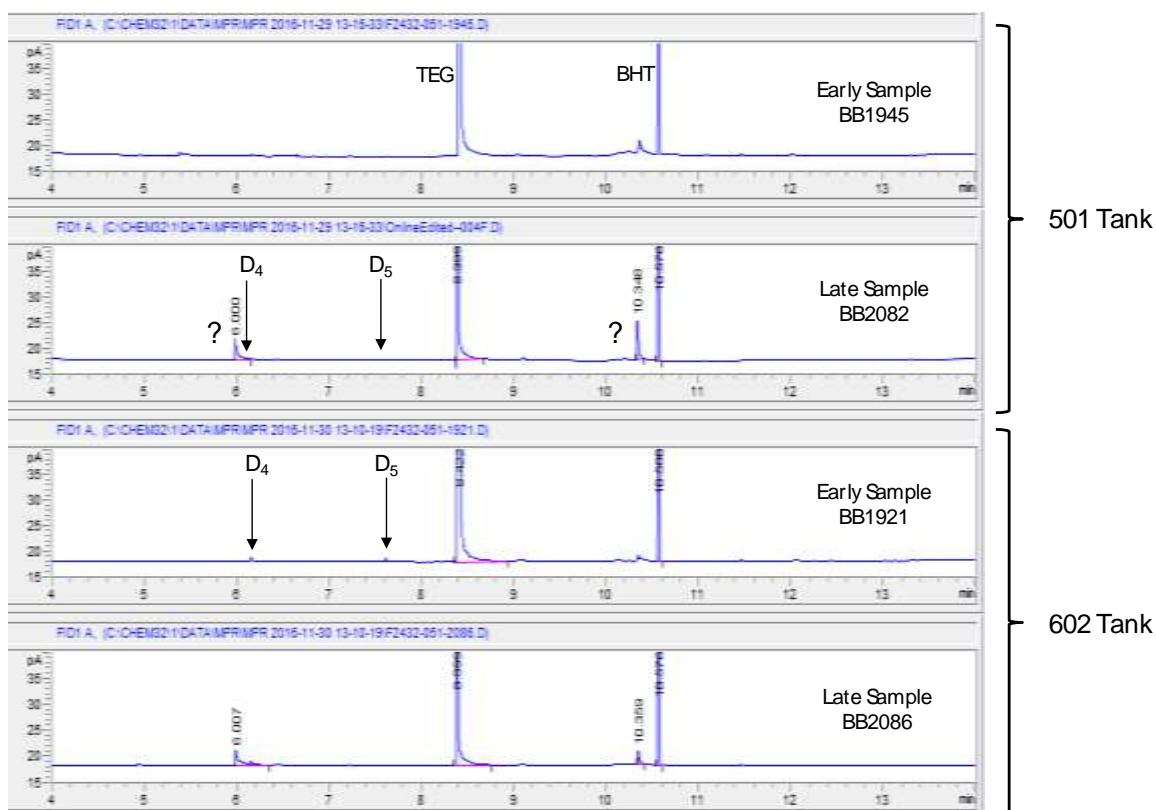 FID1 A, (C:\CHEM32\1\DATA\MPR\MPR 2016-11-29 13-15-33\F2432-051-1945.D)
pA
35
30
25
20
15
TEG
BHT
Early Sample
BB1945
4 5 6 7 8 9 10 11 12 13 min
501 Tank
FID1 A, (C:\CHEM32\1\DATA\MPR\MPR 2016-11-29 13-15-33\OnlineEdited--004F.D)
pA
35
30
25
20
15
D4
D5
?
6.000
?
10.348
Late Sample
BB2082
4 5 6 7 8 9 10 11 12 13 min
FID1 A, (C:\CHEM32\1\DATA\MPR\MPR 2016-11-30 13-10-19\F2432-051-1921.D)
pA
35
30
25
20
15
D4
D5
Early Sample
BB1921
4 5 6 7 8 9 10 11 12 13 min
602 Tank
FID1 A, (C:\CHEM32\1\DATA\MPR\MPR 2016-11-30 13-10-19\F2432-051-2086.D)
pA
35
30
25
20
15
6.007
10.359
Late Sample
BB2086
4 5 6 7 8 9 10 11 12 13 min